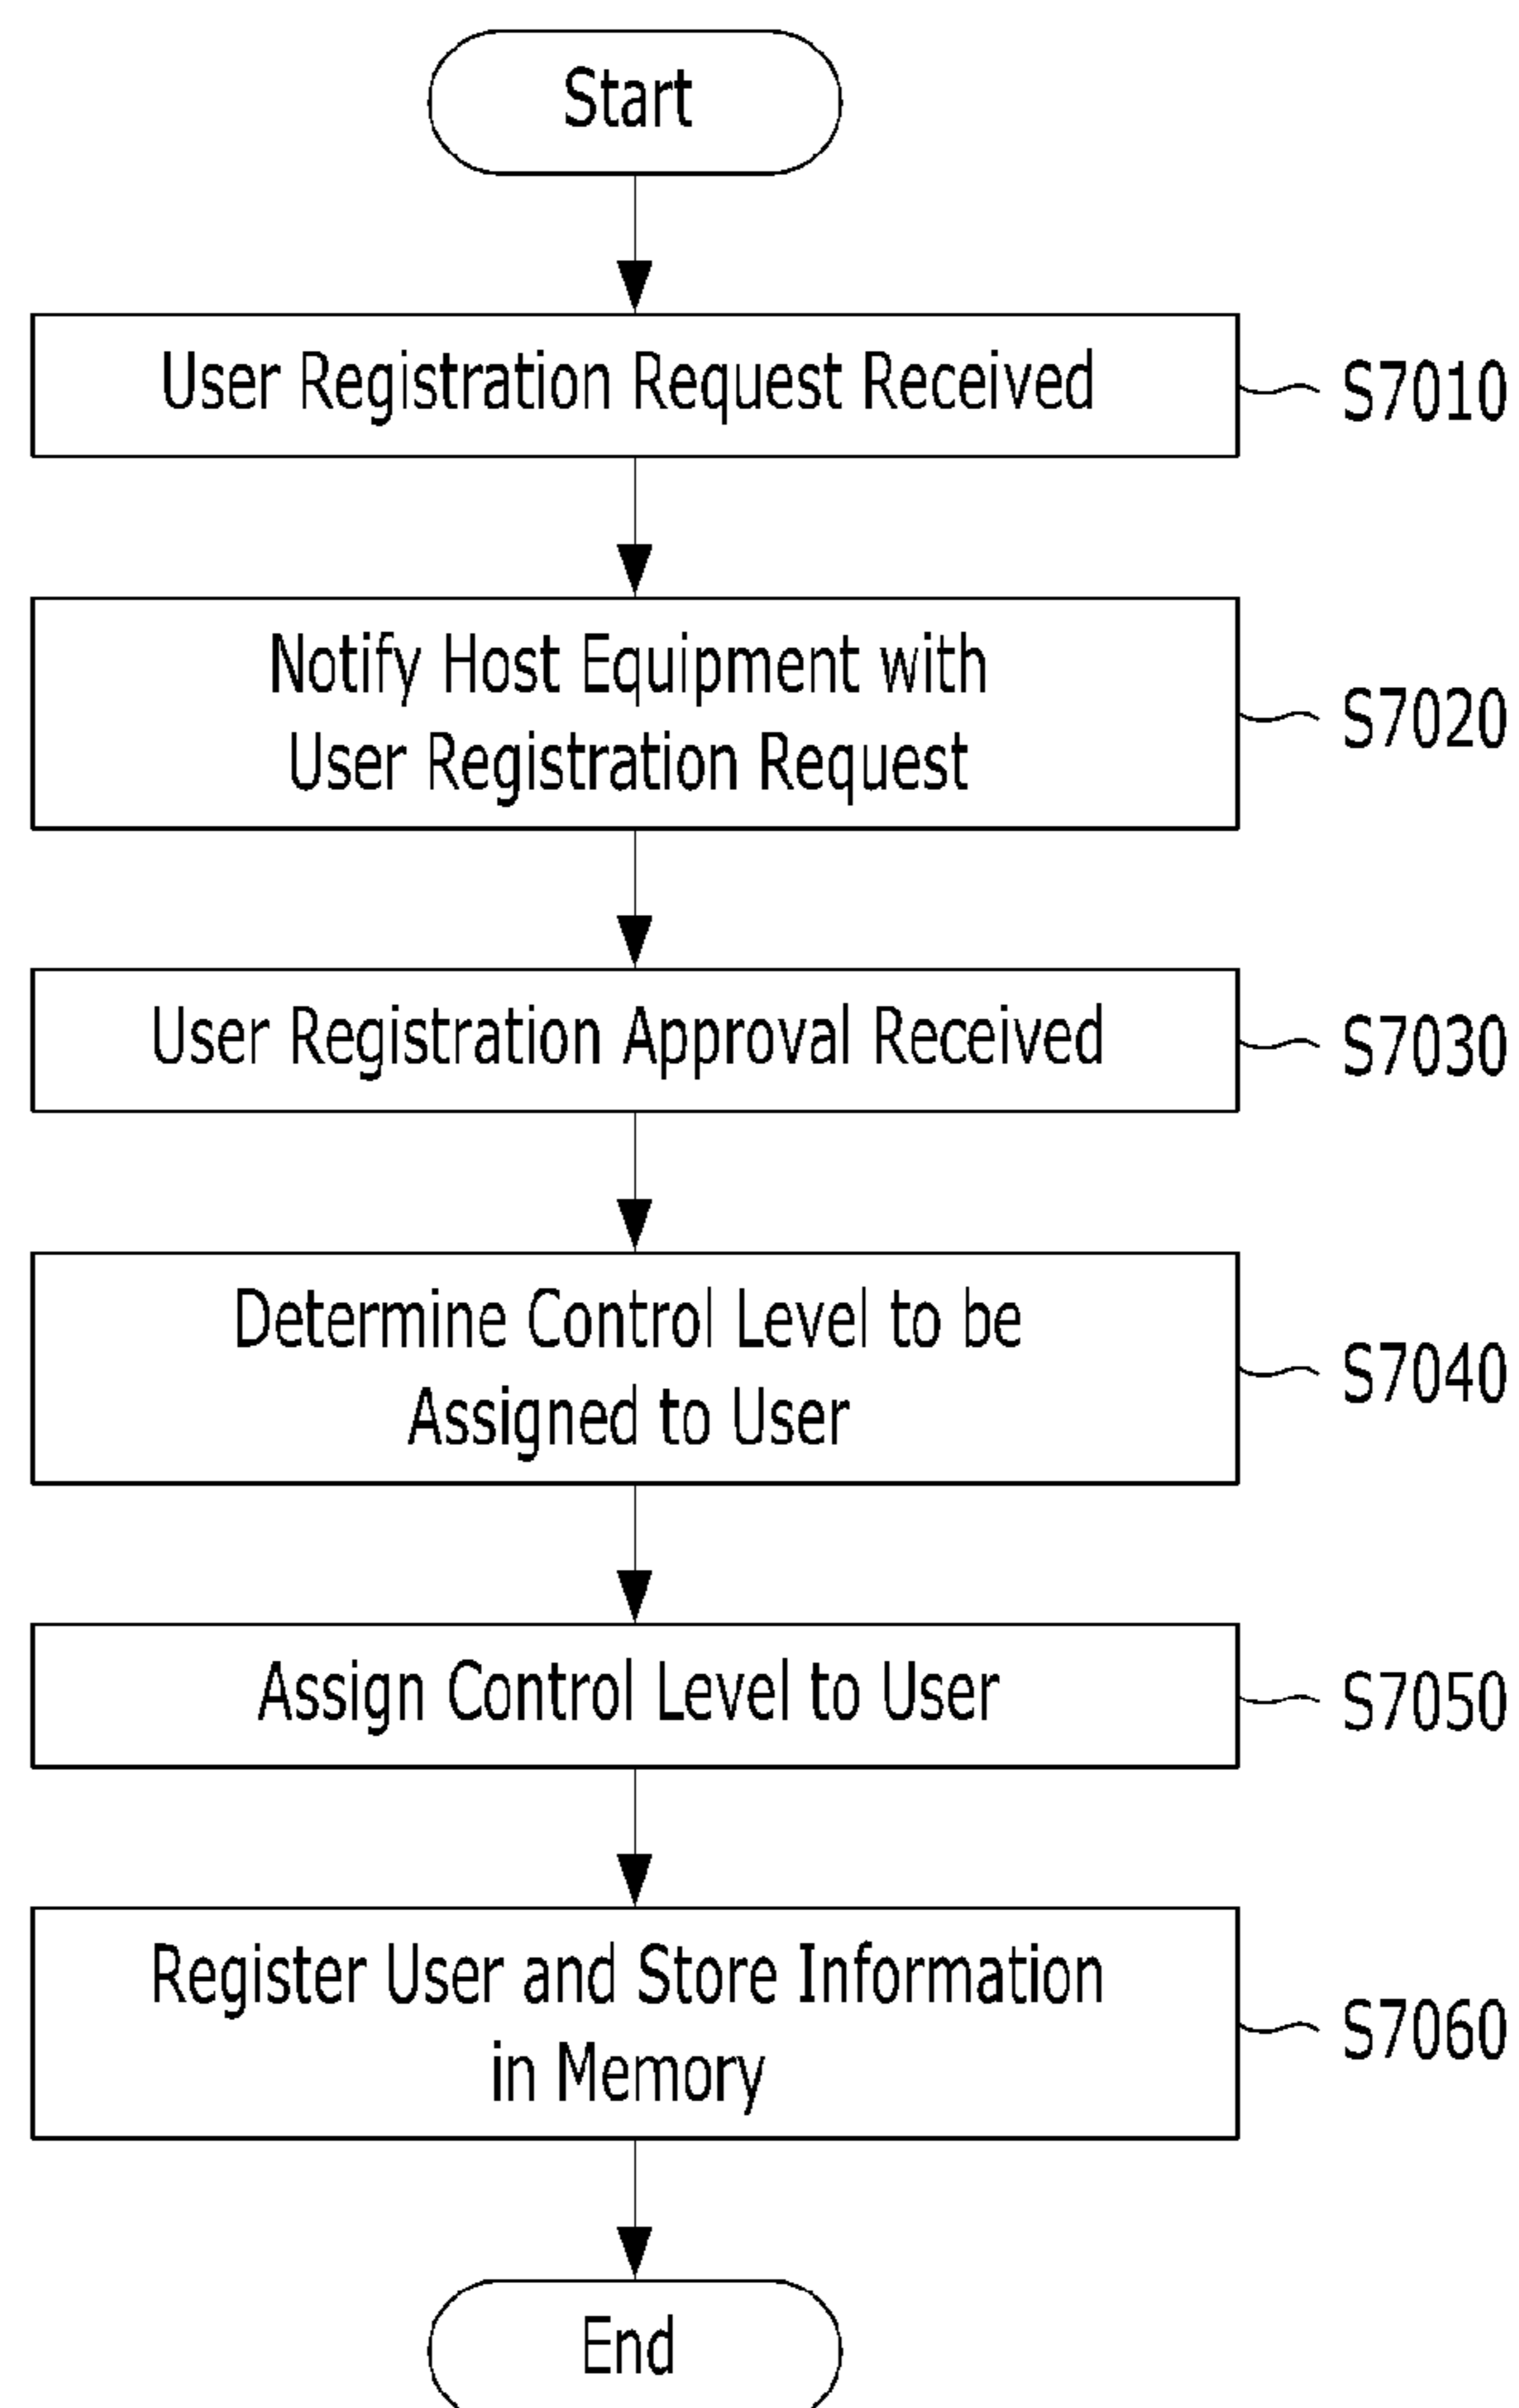 Start
User Registration Request Received
S7010
Notify Host Equipment with
User Registration Request
S7020
User Registration Approval Received
S7030
Determine Control Level to be
Assigned to User
S7040
Assign Control Level to User
S7050
Register User and Store Information
in Memory
S7060
End